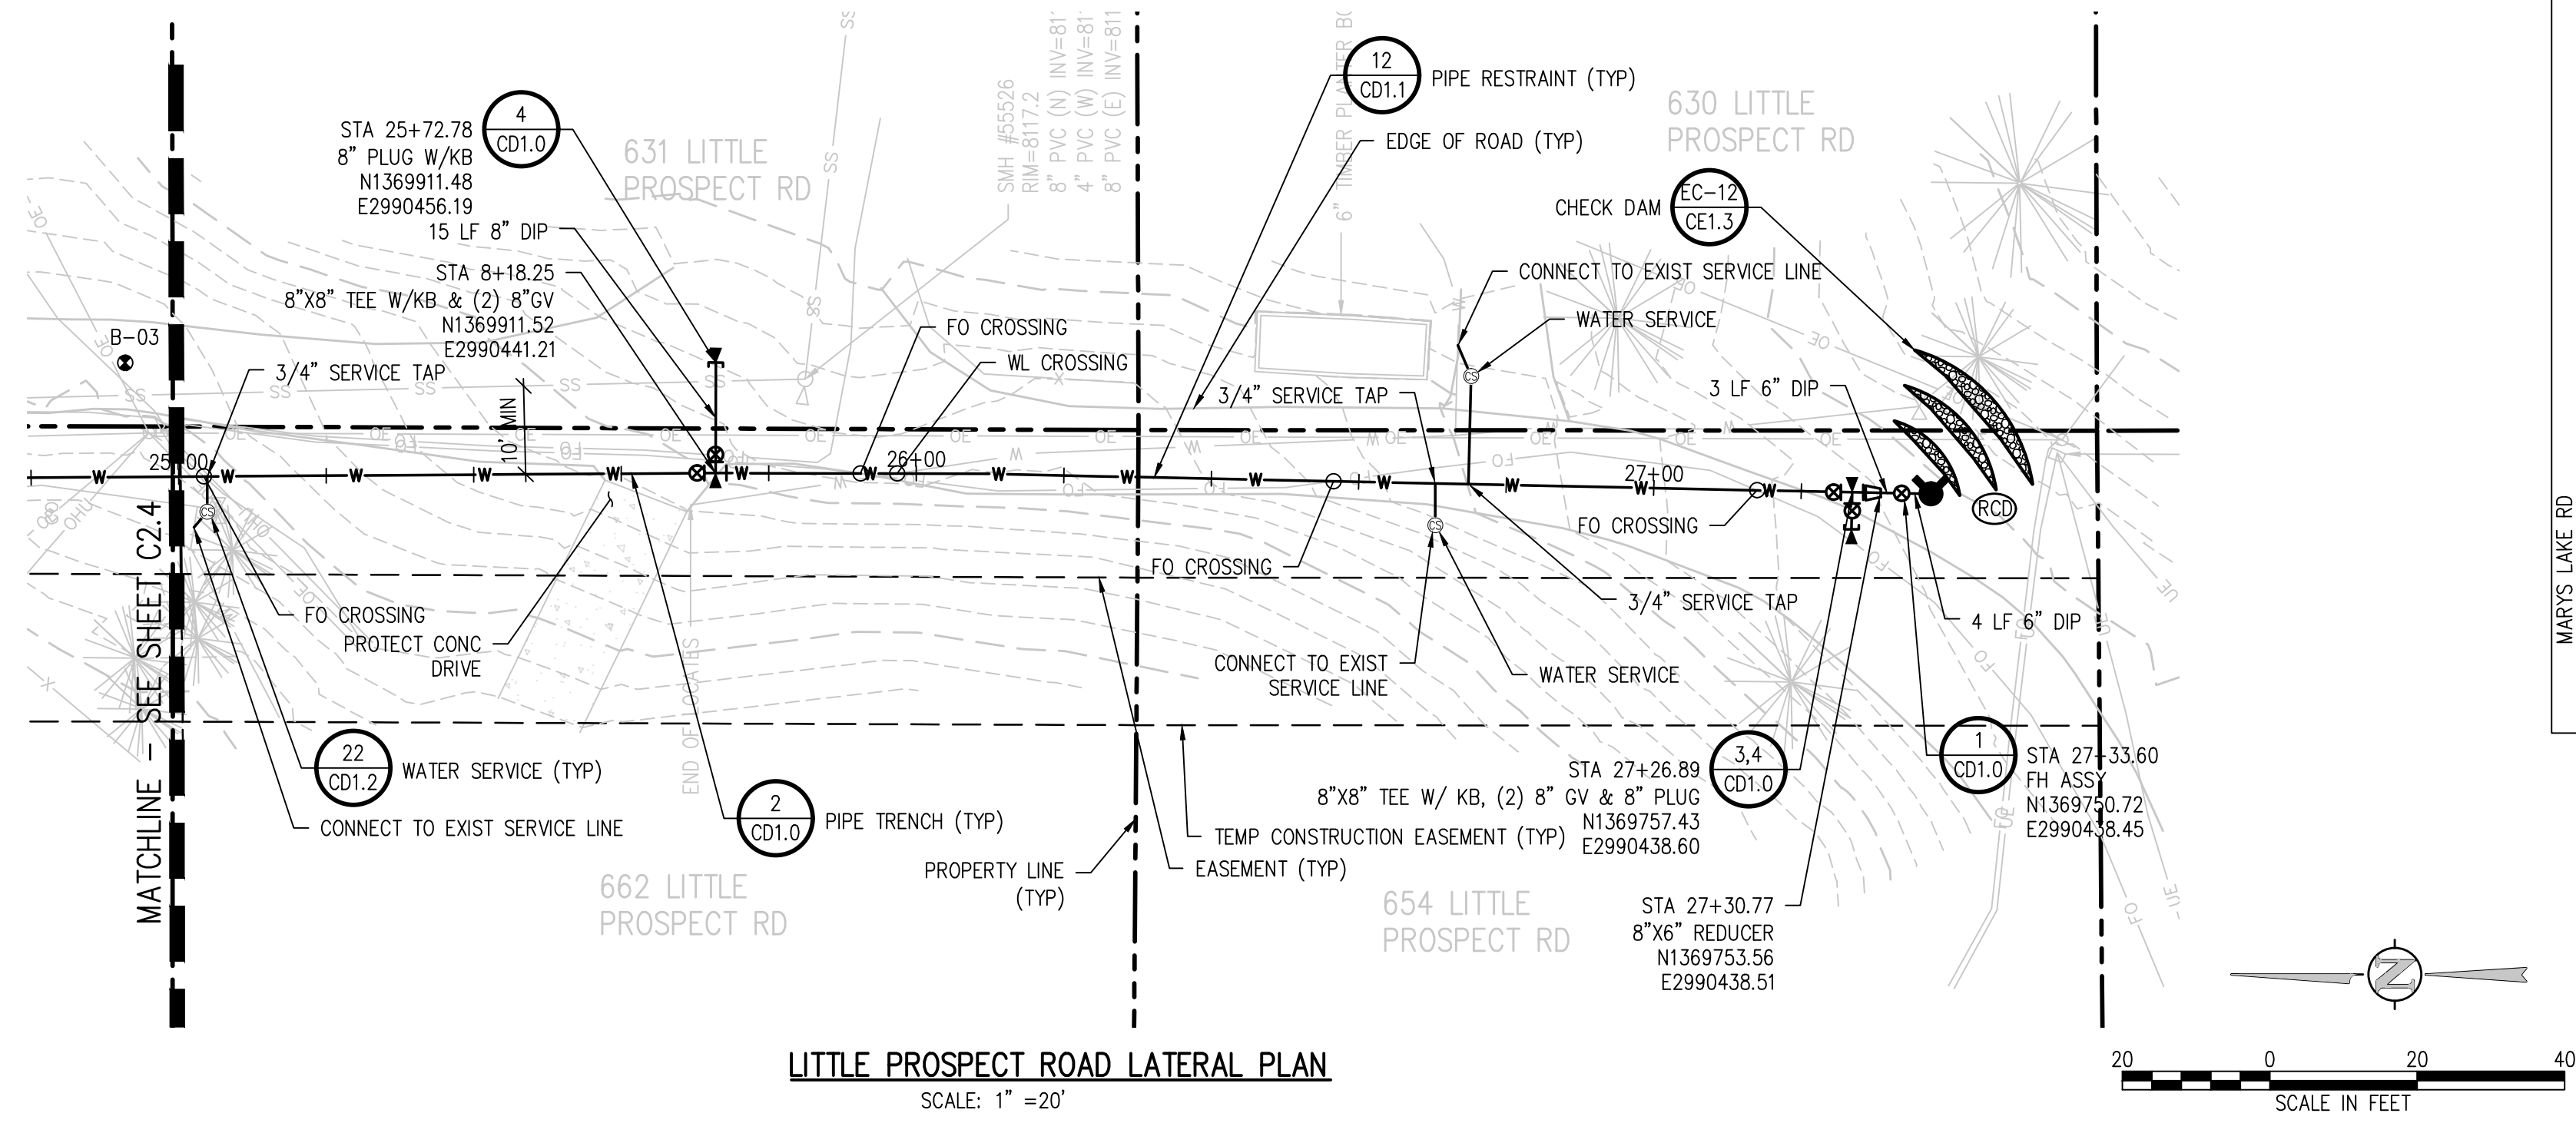 STA 25+72.78
8" PLUG W/KB
N1369911.48
E2990456.19
4
CD1.0
15 LF 8" DIP
STA 8+18.25
8"X8" TEE W/KB & (2) 8"GV
N1369911.52
E2990441.21
B-03
3/4" SERVICE TAP
10' MIN
25+00
631 LITTLE
PROSPECT RD
SMH #55526
RIM=8117.2
8" PVC (N) INV=811
4" PVC (W) INV=811
8" PVC (E) INV=811
FO CROSSING
WL CROSSING
26+00
12
CD1.1
PIPE RESTRAINT (TYP)
EDGE OF ROAD (TYP)
6" TIMBER PLANTER
630 LITTLE
PROSPECT RD
CHECK DAM
EC-12
CE1.3
CONNECT TO EXIST SERVICE LINE
WATER SERVICE
3/4" SERVICE TAP
3 LF 6" DIP
27+00
FO CROSSING
FO CROSSING
RCD
3/4" SERVICE TAP
4 LF 6" DIP
CONNECT TO EXIST
SERVICE LINE
WATER SERVICE
MATCHLINE - SEE SHEET C2.4
FO CROSSING
PROTECT CONC
DRIVE
22
CD1.2
WATER SERVICE (TYP)
CONNECT TO EXIST SERVICE LINE
END OF LOCATES
2
CD1.0
PIPE TRENCH (TYP)
662 LITTLE
PROSPECT RD
PROPERTY LINE
(TYP)
TEMP CONSTRUCTION EASEMENT (TYP)
EASEMENT (TYP)
STA 27+26.89
8"X8" TEE W/ KB, (2) 8" GV & 8" PLUG
N1369757.43
E2990438.60
3,4
CD1.0
1
CD1.0
STA 27+33.60
FH ASSY
N1369750.72
E2990438.45
654 LITTLE
PROSPECT RD
STA 27+30.77
8"X6" REDUCER
N1369753.56
E2990438.51
MARYS LAKE RD
N
LITTLE PROSPECT ROAD LATERAL PLAN
SCALE: 1" =20'
20 0 20 40
SCALE IN FEET